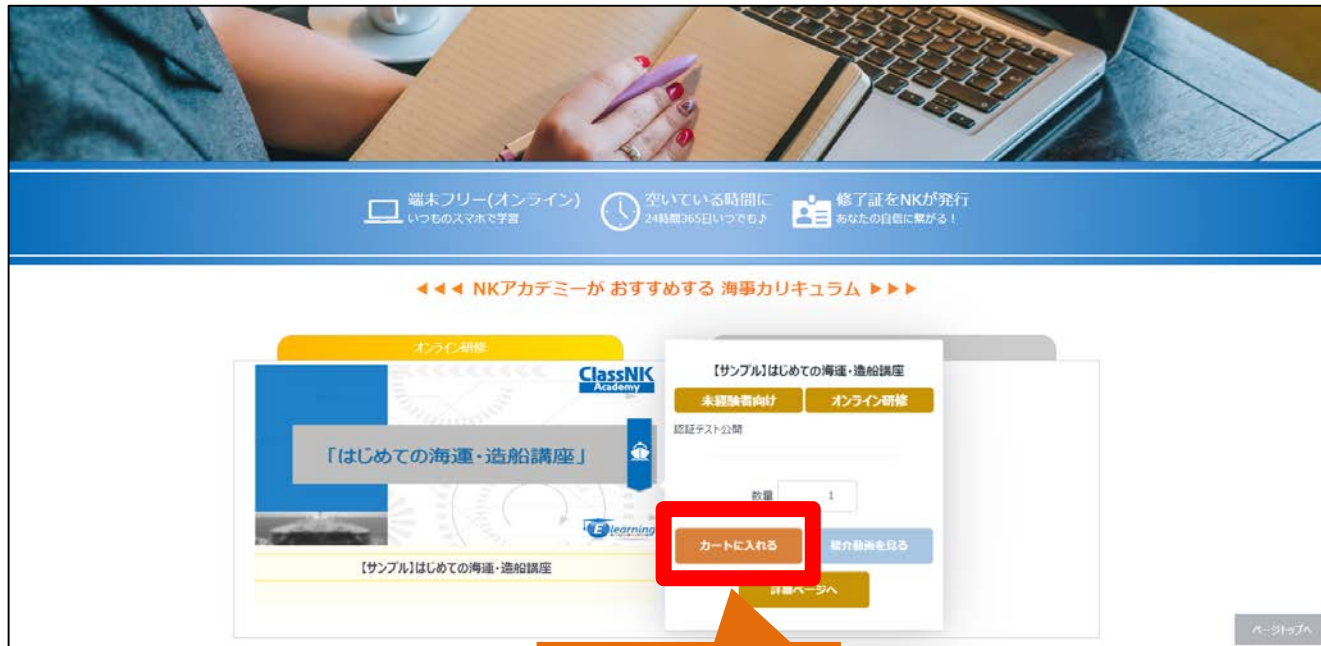 端末フリー(オンライン)
いつものスマホで学習
空いている時間に
24時間365日いつでも♪
修了証をNKが発行
あなたの自信に繋がる！
◀◀◀ NKアカデミーが おすすめする 海事カリキュラム ▶▶▶
オンライン研修
ClassNK
Academy
「はじめての海運・造船講座」
E learning
【サンプル】はじめての海運・造船講座
【サンプル】はじめての海運・造船講座
未経験者向け
オンライン研修
認証テスト公開
数量
1
カートに入れる
紹介動画を見る
詳細ページへ
ページトップへ